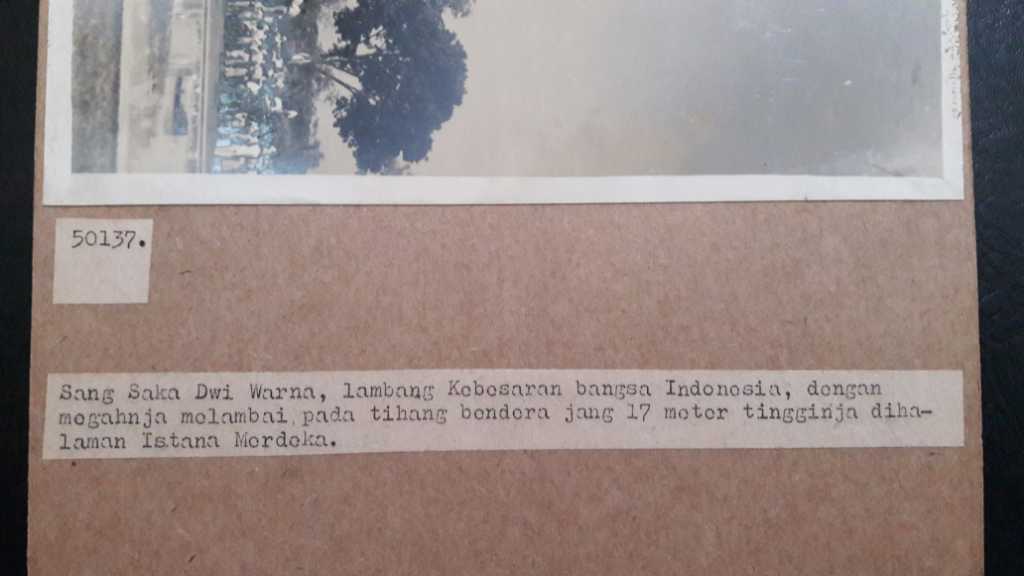 50137.
Sang Saka Dwi Warna, lambang Kebesaran bangsa Indonesia, dengan
megahnja melambai pada tihang bendera jang 17 meter tingginja diha-
laman Istana Merdeka.